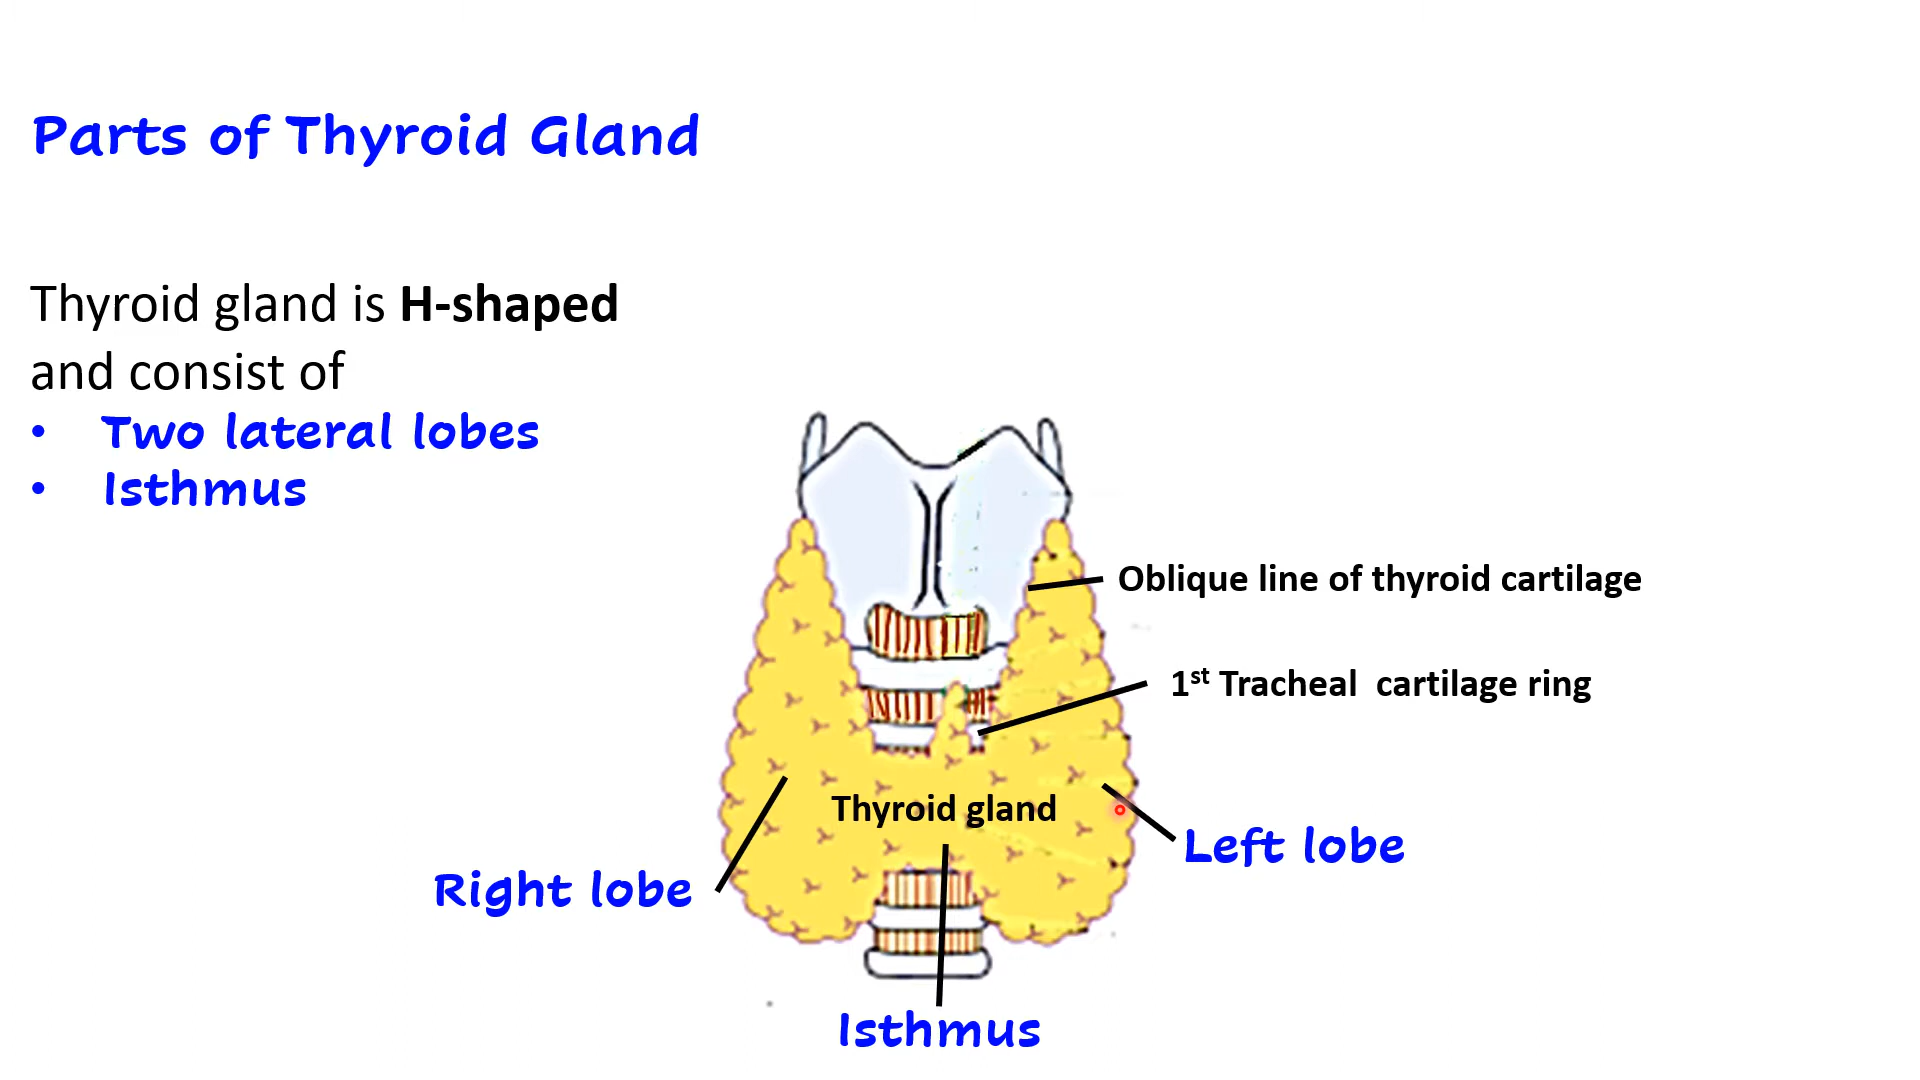 Parts of Thyroid Gland
Thyroid gland is H-shaped
and consist of
• Two lateral lobes
• Isthmus
Oblique line of thyroid cartilage
1st Tracheal cartilage ring
Thyroid gland
Left lobe
Right lobe
Isthmus